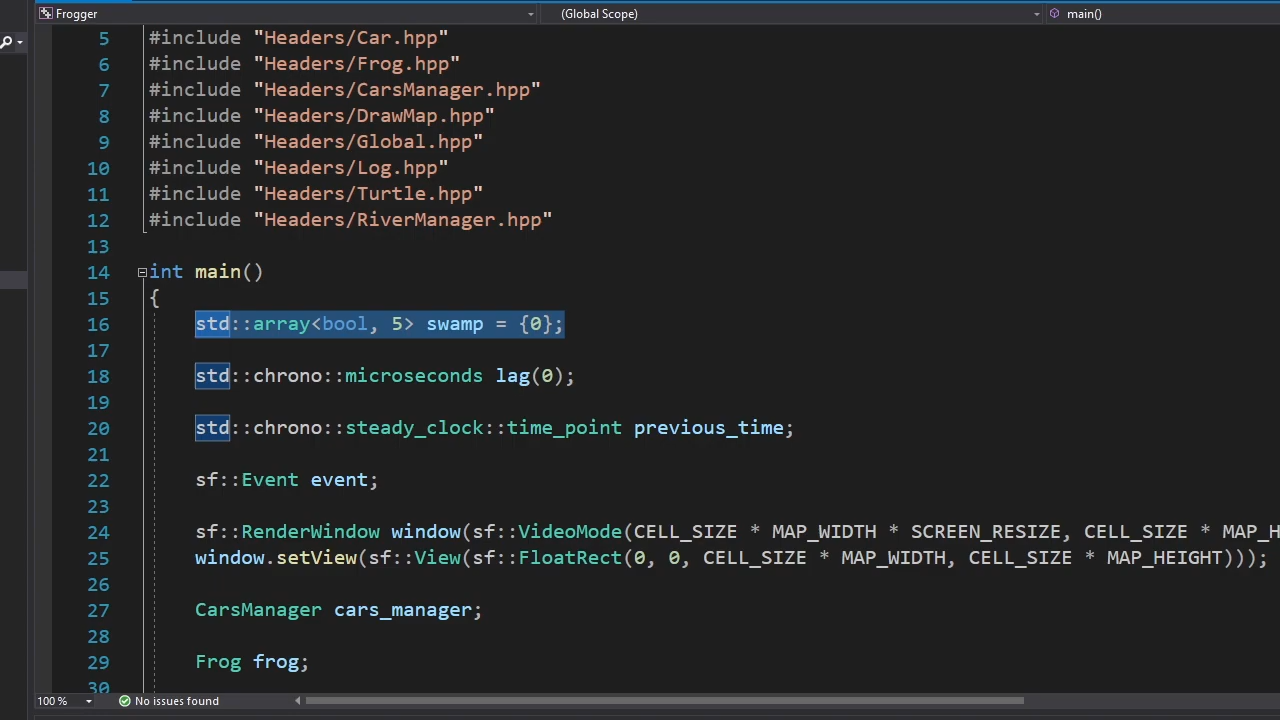 Frogger (Global Scope) main()
5 #include "Headers/Car.hpp"
6 #include "Headers/Frog.hpp"
7 #include "Headers/CarsManager.hpp"
8 #include "Headers/DrawMap.hpp"
9 #include "Headers/Global.hpp"
10 #include "Headers/Log.hpp"
11 #include "Headers/Turtle.hpp"
12 #include "Headers/RiverManager.hpp"
13
14 int main()
15 {
16 std::array<bool, 5> swamp = {0};
17
18 std::chrono::microseconds lag(0);
19
20 std::chrono::steady_clock::time_point previous_time;
21
22 sf::Event event;
23
24 sf::RenderWindow window(sf::VideoMode(CELL_SIZE * MAP_WIDTH * SCREEN_RESIZE, CELL_SIZE * MAP_H
25 window.setView(sf::View(sf::FloatRect(0, 0, CELL_SIZE * MAP_WIDTH, CELL_SIZE * MAP_HEIGHT)));
26
27 CarsManager cars_manager;
28
29 Frog frog;
30
100 % No issues found